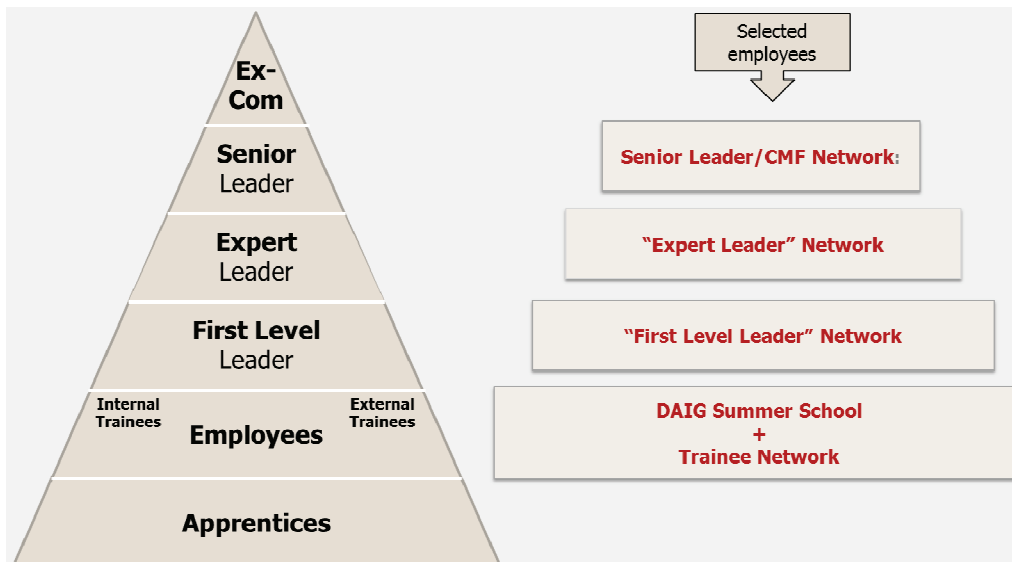 Ex-
Com
Senior
Leader
Expert
Leader
First Level
Leader
Internal
Trainees
External
Trainees
Employees
Apprentices
Selected
employees
Senior Leader/CMF Network:
“Expert Leader” Network
“First Level Leader” Network
DAIG Summer School
+
Trainee Network